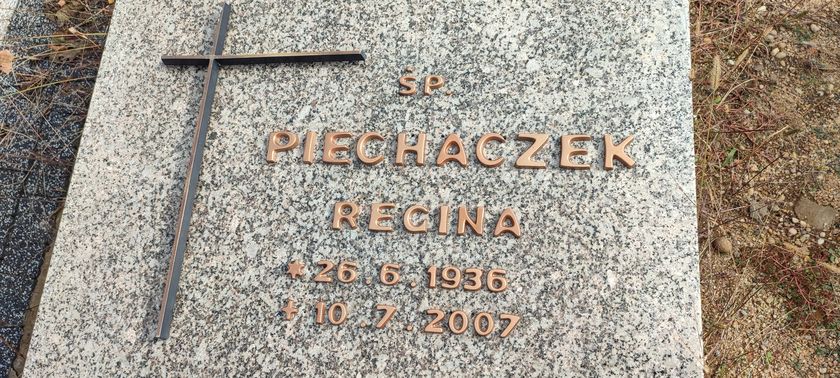 ŚP.
PIECHACZEK
REGINA
* 26.6.1936
+ 10.7.2007